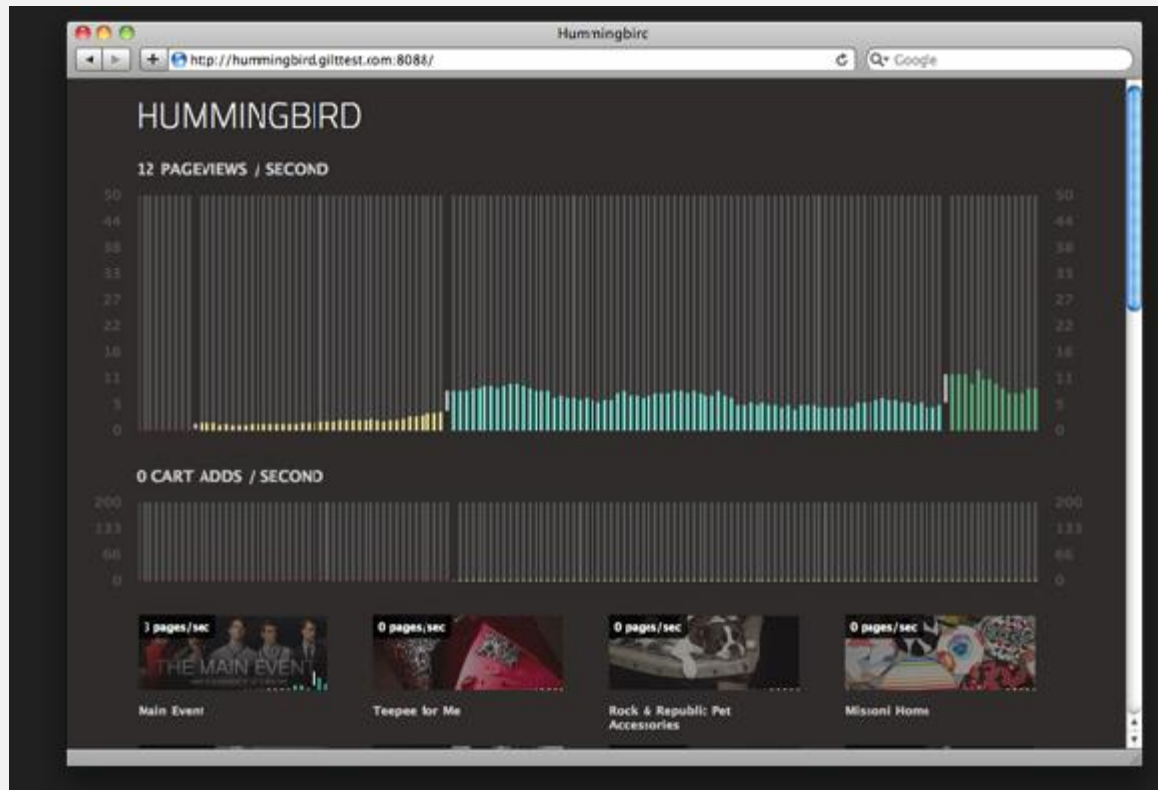 Hummingbird
http://hummingbird.gilttest.com:8088/
Google
HUMMINGBIRD
12 PAGEVIEWS / SECOND
50 50
44 44
38 38
33 33
27 27
22 22
16 16
11 11
5 5
0 0
0 CART ADDS / SECOND
200 200
133 133
66 66
0 0
3 pages/sec 0 pages/sec 0 pages/sec 0 pages/sec
THE MAIN EVENT
Main Event Teepee for Me Rock & Republic Pet Missoni Home
Accessories